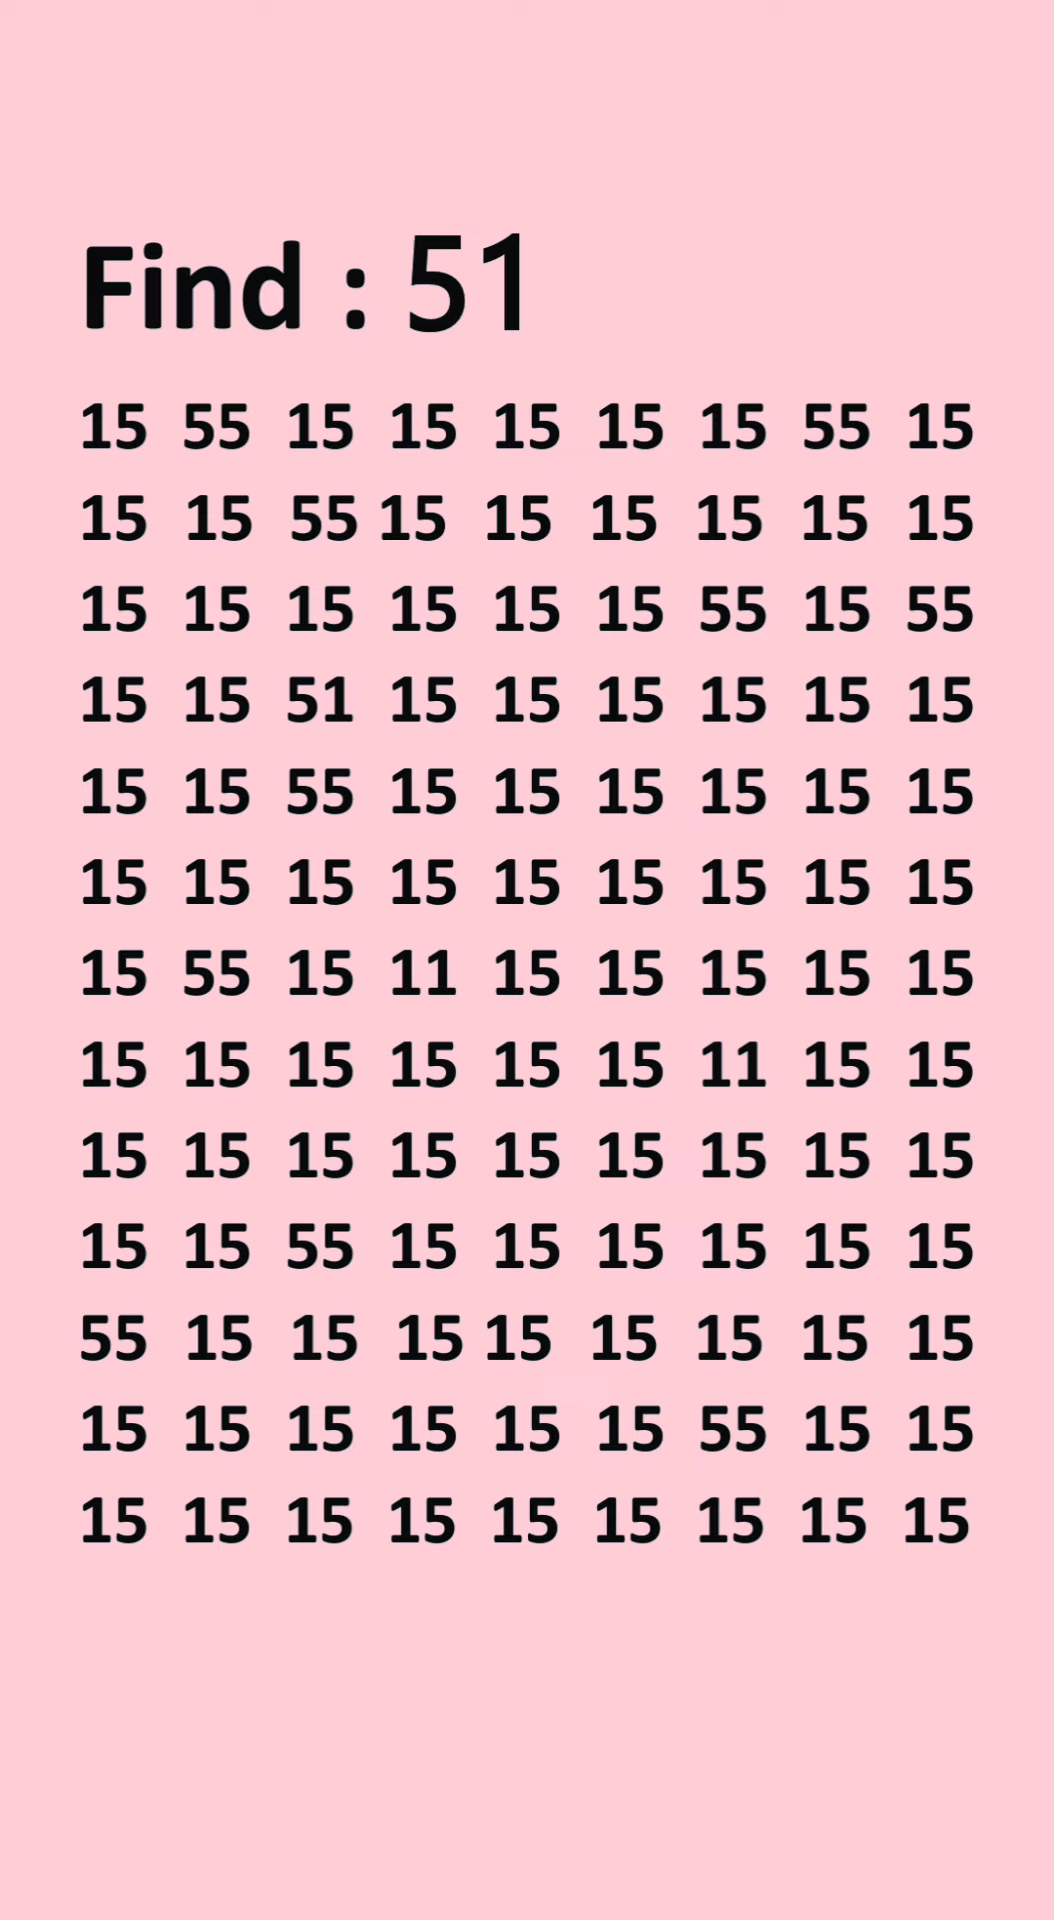 Find : 51
15 55 15 15 15 15 15 55 15
15 15 55 15 15 15 15 15 15
15 15 15 15 15 15 55 15 55
15 15 51 15 15 15 15 15 15
15 15 55 15 15 15 15 15 15
15 15 15 15 15 15 15 15 15
15 55 15 11 15 15 15 15 15
15 15 15 15 15 15 11 15 15
15 15 15 15 15 15 15 15 15
15 15 55 15 15 15 15 15 15
55 15 15 15 15 15 15 15 15
15 15 15 15 15 15 55 15 15
15 15 15 15 15 15 15 15 15